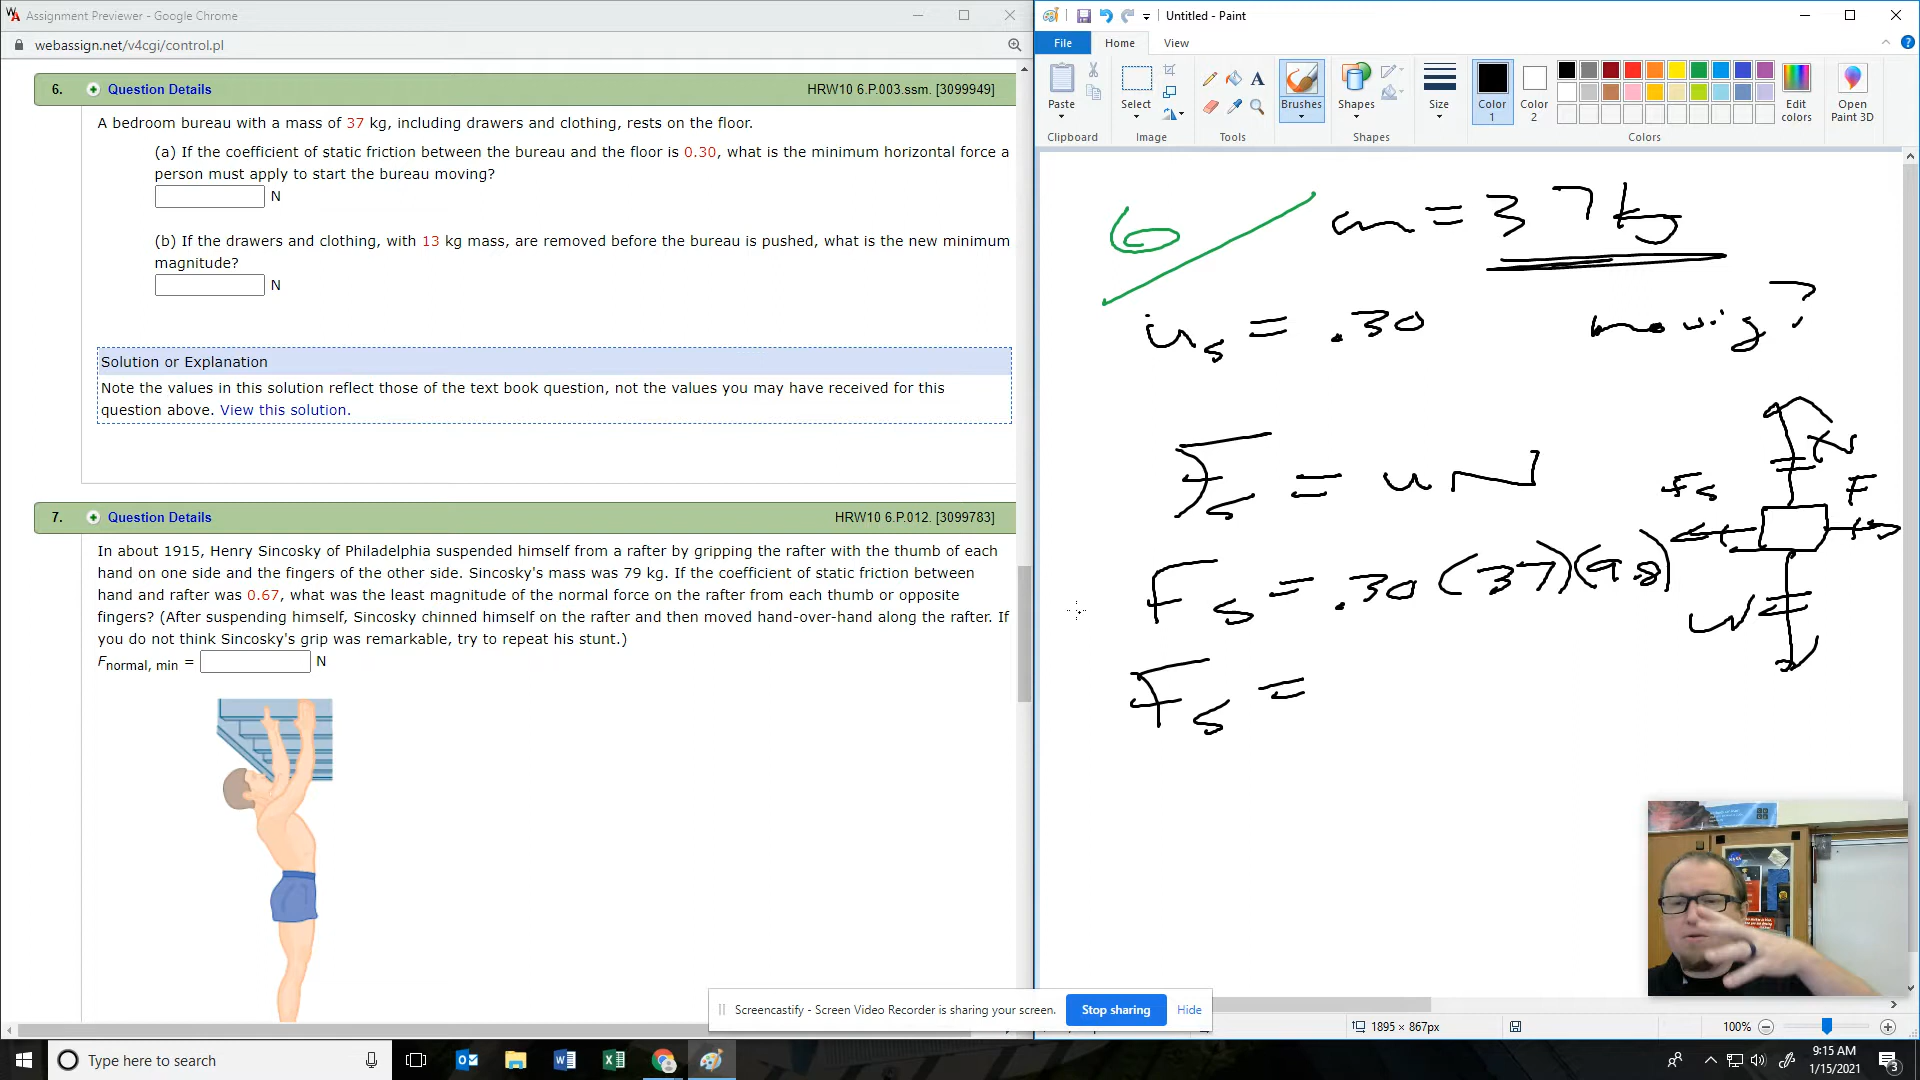 Assignment Previewer - Google Chrome
webassign.net/v4cgi/control.pl
6. Question Details HRW10 6.P.003.ssm. [3099949]
A bedroom bureau with a mass of 37 kg, including drawers and clothing, rests on the floor.
(a) If the coefficient of static friction between the bureau and the floor is 0.30, what is the minimum horizontal force a
person must apply to start the bureau moving?
N
(b) If the drawers and clothing, with 13 kg mass, are removed before the bureau is pushed, what is the new minimum
magnitude?
N
Solution or Explanation
Note the values in this solution reflect those of the text book question, not the values you may have received for this
question above. View this solution.
7. Question Details HRW10 6.P.012. [3099783]
In about 1915, Henry Sincosky of Philadelphia suspended himself from a rafter by gripping the rafter with the thumb of each
hand on one side and the fingers of the other side. Sincosky's mass was 79 kg. If the coefficient of static friction between
hand and rafter was 0.67, what was the least magnitude of the normal force on the rafter from each thumb or opposite
fingers? (After suspending himself, Sincosky chinned himself on the rafter and then moved hand-over-hand along the rafter. If
you do not think Sincosky's grip was remarkable, try to repeat his stunt.)
Fnormal, min = N
Untitled - Paint
File Home View
Paste Select Brushes Shapes Size Color 1 Color 2 Edit colors Open Paint 3D
Clipboard Image Tools Shapes Colors
6 m = 37 kg
us = .30 moving?
Fs = uN
N
Fs F
Fs = .30 (37)(9.8)
W
Fs =
Screencastify - Screen Video Recorder is sharing your screen. Stop sharing Hide
1895 × 867px 100%
Type here to search
9:15 AM
1/15/2021
3